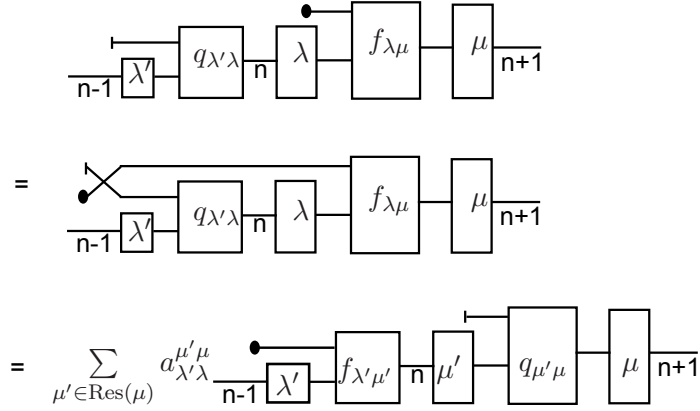 q_{λ'λ} λ f_{λμ} μ
λ' n n+1
n-1
= q_{λ'λ} λ f_{λμ} μ
λ' n n+1
n-1
= ∑ a^{μ'μ}_{λ'λ} λ' f_{λ'μ'} n μ' q_{μ'μ} μ n+1
μ'∈Res(μ) n-1